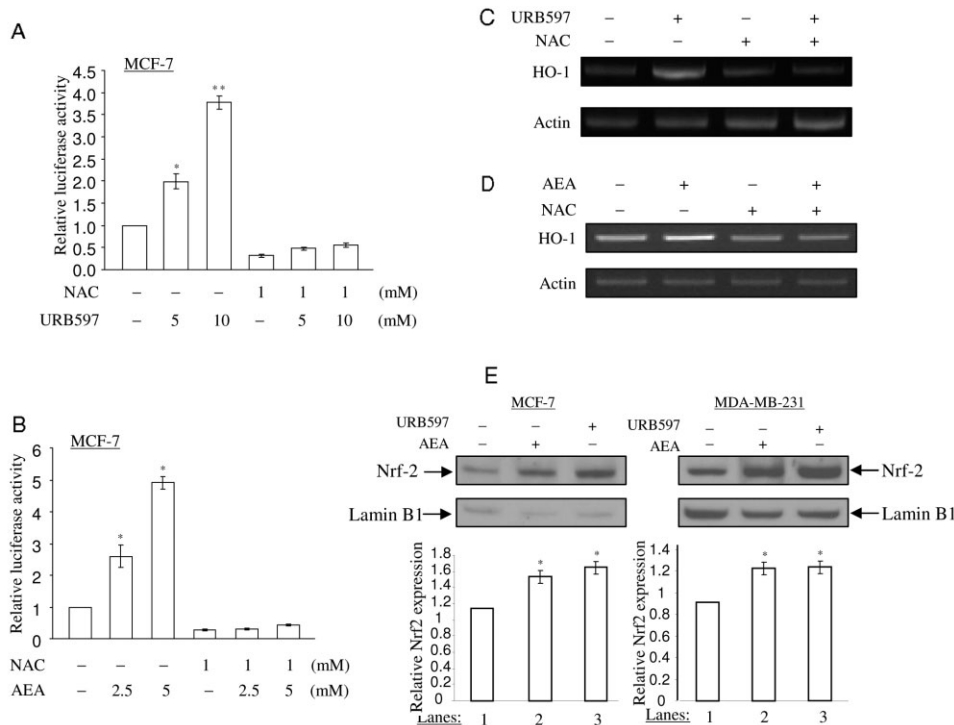 A
MCF-7
Relative luciferase activity
4.5
4.0
3.5
3.0
2.5
2.0
1.5
1.0
0.5
0.0
*
**
NAC – – – 1 1 1 (mM)
URB597 – 5 10 – 5 10 (mM)
B
MCF-7
Relative luciferase activity
6
5
4
3
2
1
0
*
*
NAC – – – 1 1 1 (mM)
AEA – 2.5 5 – 2.5 5 (mM)
C
URB597 – + – +
NAC – – + +
HO-1
Actin
D
AEA – + – +
NAC – – + +
HO-1
Actin
E
MCF-7
URB597 – – +
AEA – + –
Nrf-2
Lamin B1
Relative Nrf2 expression
1.8
1.6
1.4
1.2
1
0.8
0.6
0.4
0.2
0
*
*
Lanes: 1 2 3
MDA-MB-231
URB597 – – +
AEA – + –
Nrf-2
Lamin B1
Relative Nrf2 expression
1.4
1.2
1
0.8
0.6
0.4
0.2
0
*
*
Lanes: 1 2 3